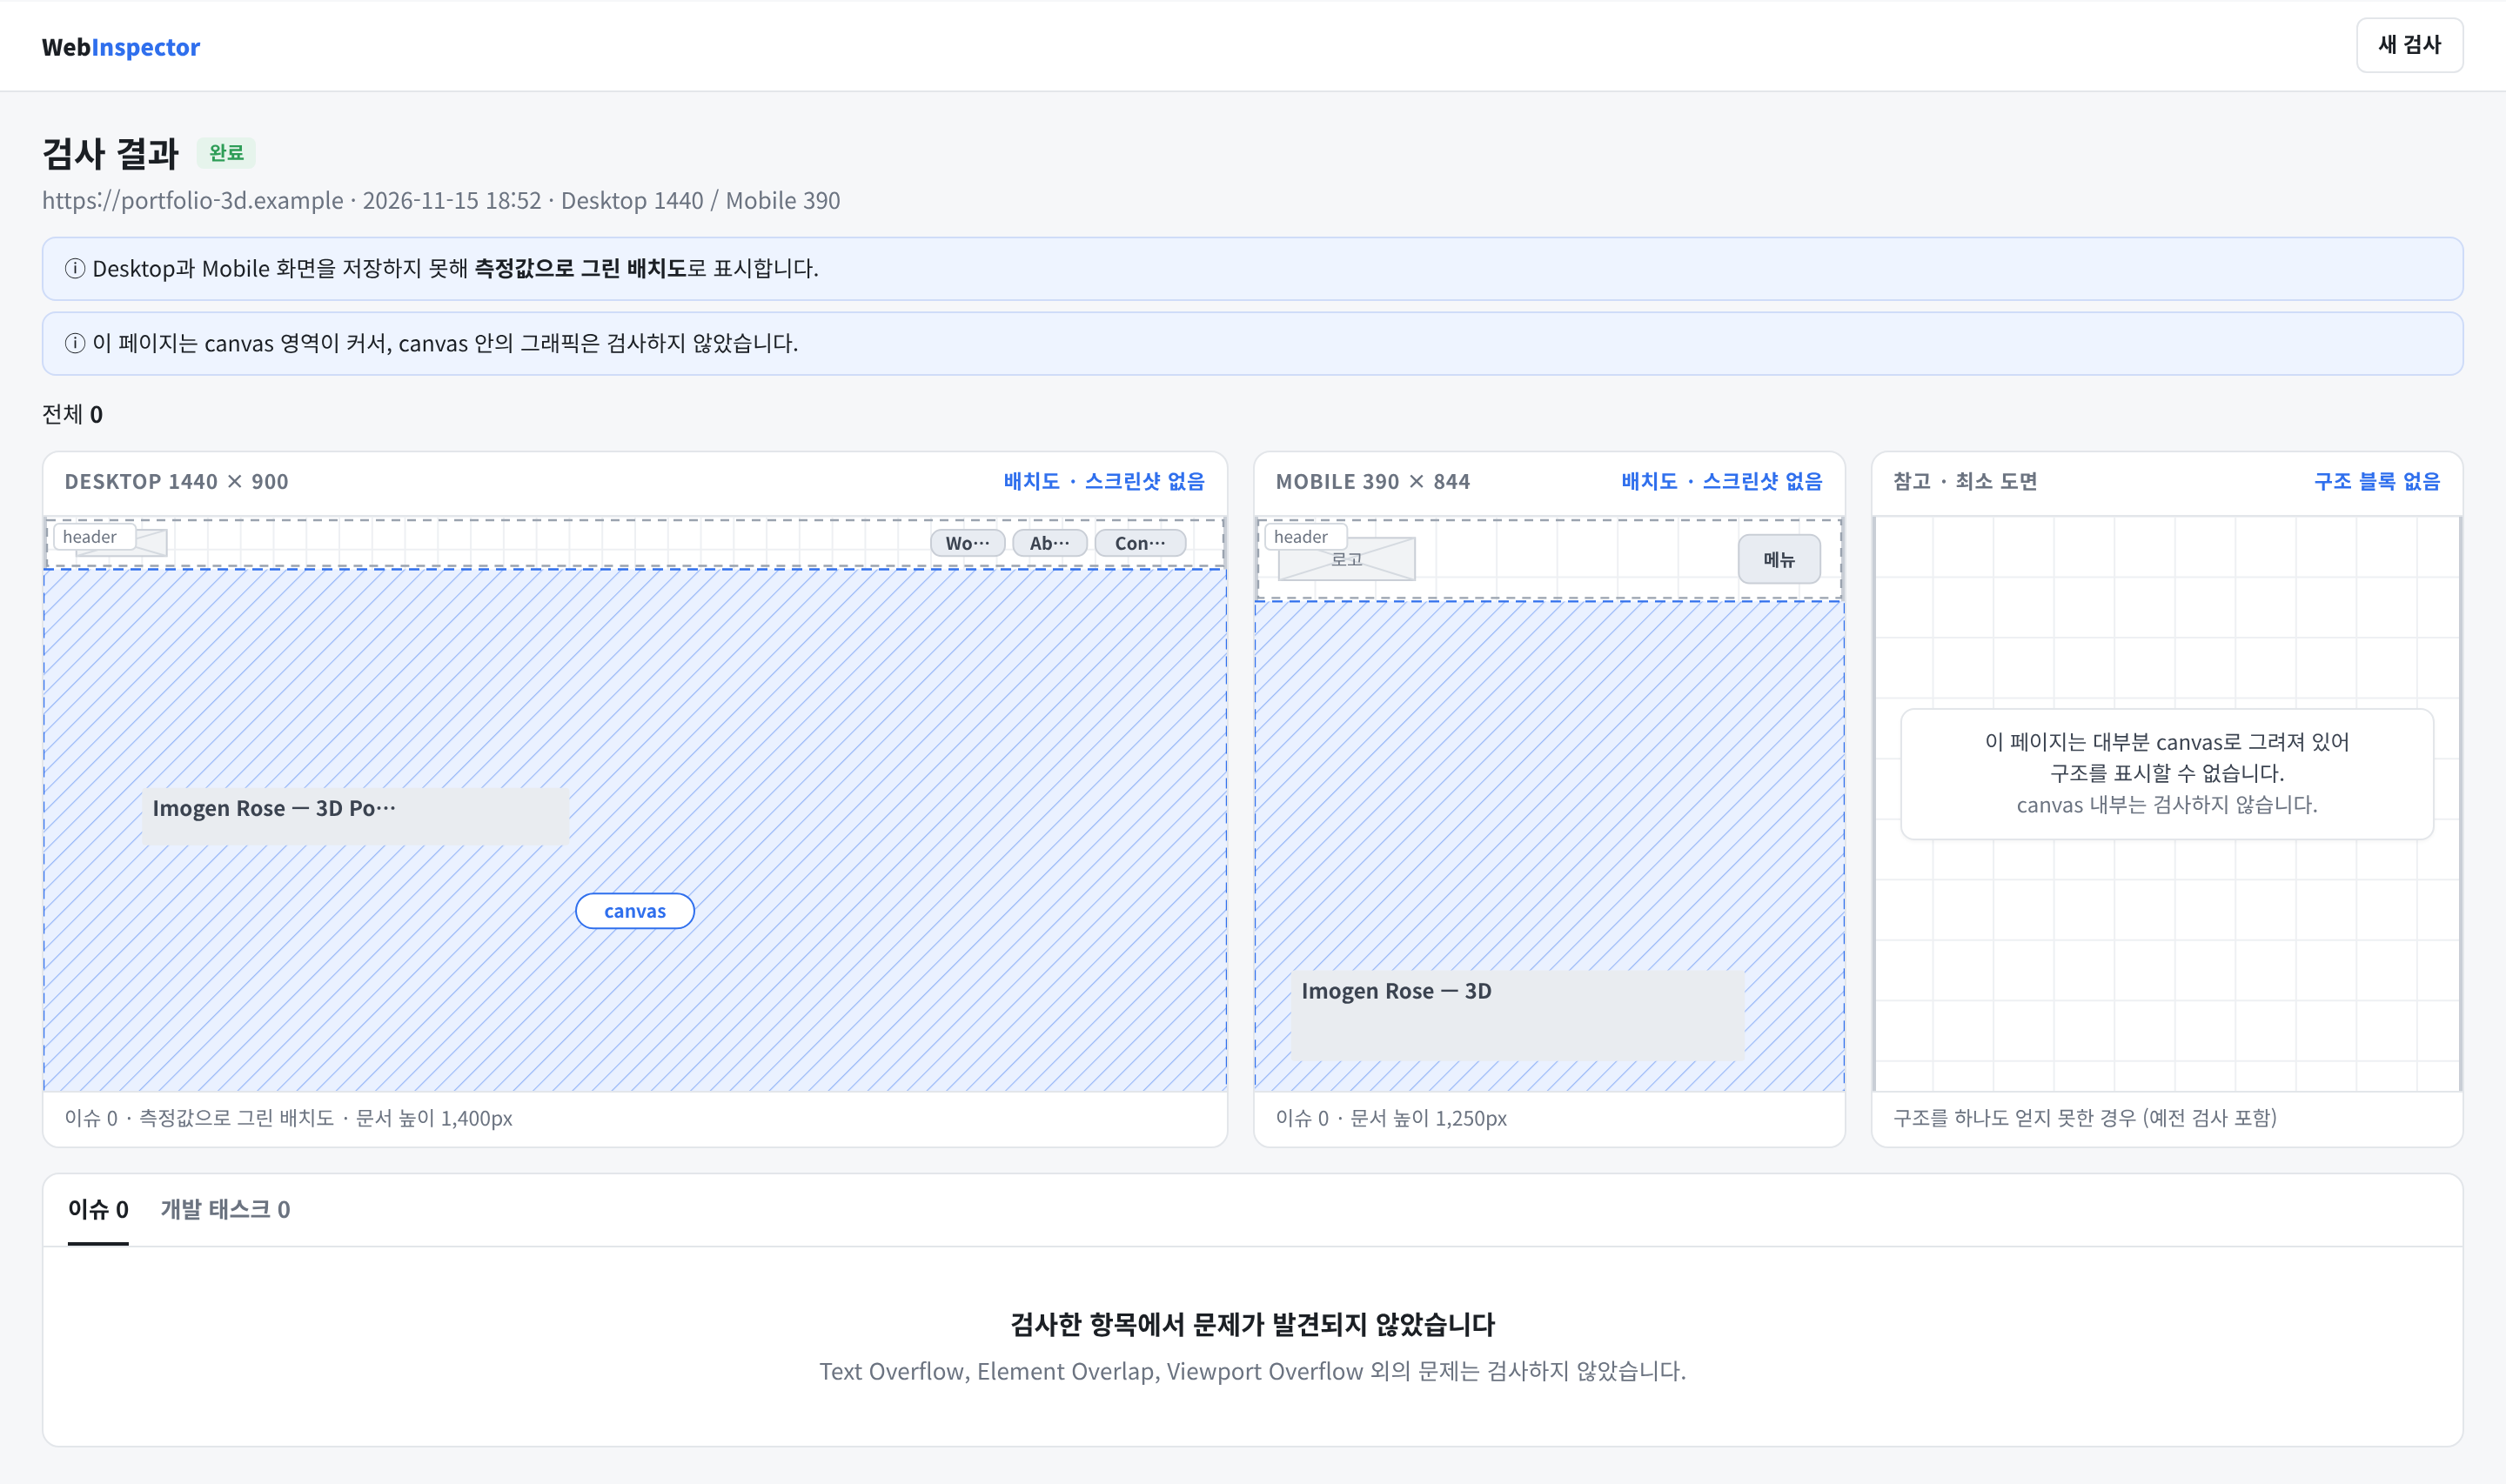 WebInspector
새 검사
검사 결과 완료
https://portfolio-3d.example · 2026-11-15 18:52 · Desktop 1440 / Mobile 390
ⓘ Desktop과 Mobile 화면을 저장하지 못해 측정값으로 그린 배치도로 표시합니다.
ⓘ 이 페이지는 canvas 영역이 커서, canvas 안의 그래픽은 검사하지 않았습니다.
전체 0
DESKTOP 1440 × 900 배치도 · 스크린샷 없음
header Wo… Ab… Con…
Imogen Rose — 3D Po…
canvas
이슈 0 · 측정값으로 그린 배치도 · 문서 높이 1,400px
MOBILE 390 × 844 배치도 · 스크린샷 없음
header
로고
메뉴
Imogen Rose — 3D
이슈 0 · 문서 높이 1,250px
참고 · 최소 도면 구조 블록 없음
이 페이지는 대부분 canvas로 그려져 있어
구조를 표시할 수 없습니다.
canvas 내부는 검사하지 않습니다.
구조를 하나도 얻지 못한 경우 (예전 검사 포함)
이슈 0 개발 태스크 0
검사한 항목에서 문제가 발견되지 않았습니다
Text Overflow, Element Overlap, Viewport Overflow 외의 문제는 검사하지 않았습니다.